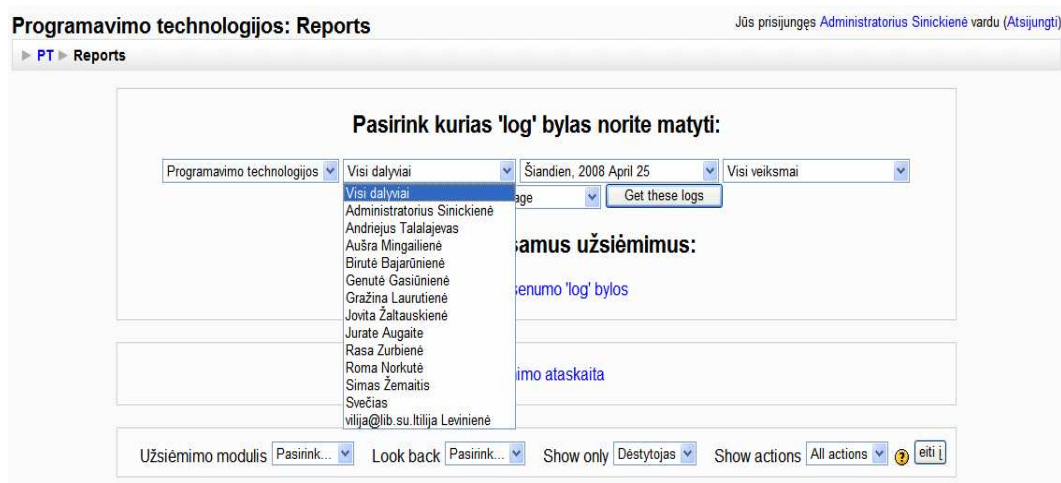 Programavimo technologijos: Reports
Jūs prisijungęs Administratorius Sinickienė vardu (Atsijungti)
PT Reports
Pasirink kurias 'log' bylas norite matyti:
Programavimo technologijos Visi dalyviai Šiandien, 2008 April 25 Visi veiksmai
Visi dalyviai
Get these logs
Administratorius Sinickienė
Andriejus Talalajevas
Aušra Mingailienė
Birutė Bajarūnienė
Genutė Gasiūnienė
Gražina Laurutienė
Jovita Žaltauskienė
Jurate Augaite
Rasa Zurbienė
Roma Norkutė
Simas Žemaitis
Svečias
vilija@lib.su.ltilija Levinienė
užsiėmimus:
'log' bylos
ataskaita
Užsiėmimo modulis Pasirink... Look back Pasirink... Show only Dėstytojas Show actions All actions ? eiti į